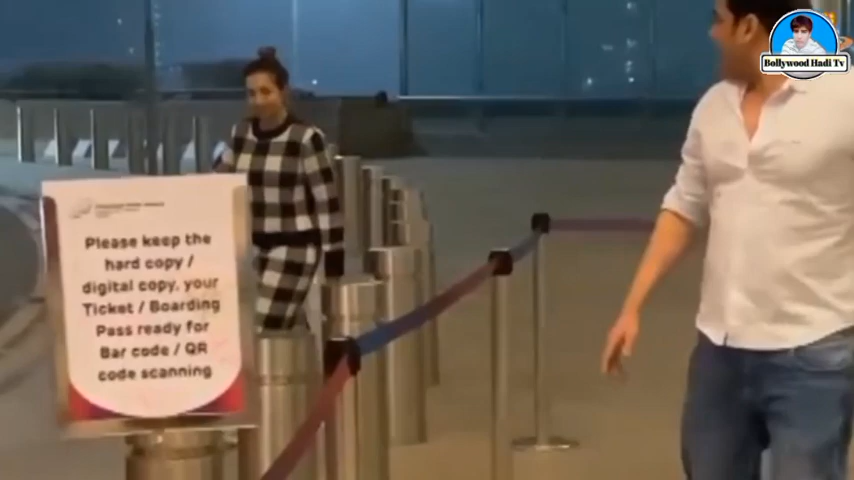 Bollywood Hadi Tv
Please keep the
hard copy /
digital copy, your
Ticket / Boarding
Pass ready for
Bar code / QR
code scanning